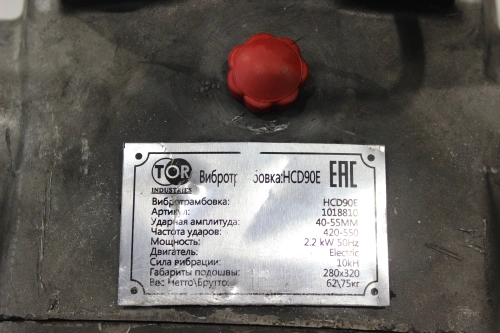 TOR
INDUSTRIES
Вибротрамбовка:HCD90E
EAC
Вибротрамбовка: HCD90E
Артикул: 1018810
Ударная амплитуда: 40-55MM
Частота ударов: 420-550
Мощность: 2.2 kW 50Hz
Двигатель: Electric
Сила вибрации: 10kH
Габариты подошвы: 280x320
Вес Нетто\Брутто: 62\75кг